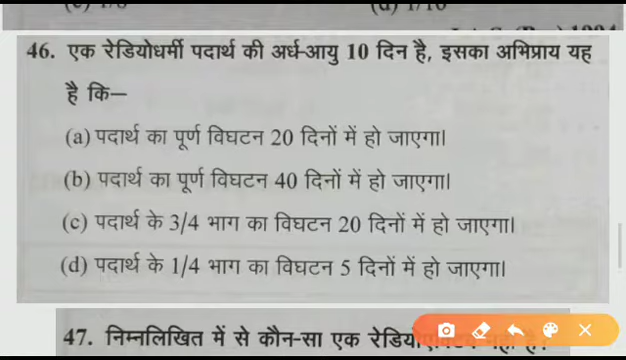 46. एक रेडियोधर्मी पदार्थ की अर्ध-आयु 10 दिन है, इसका अभिप्राय यह
है कि—
(a) पदार्थ का पूर्ण विघटन 20 दिनों में हो जाएगा।
(b) पदार्थ का पूर्ण विघटन 40 दिनों में हो जाएगा।
(c) पदार्थ के 3/4 भाग का विघटन 20 दिनों में हो जाएगा।
(d) पदार्थ के 1/4 भाग का विघटन 5 दिनों में हो जाएगा।
47. निम्नलिखित में से कौन-सा एक